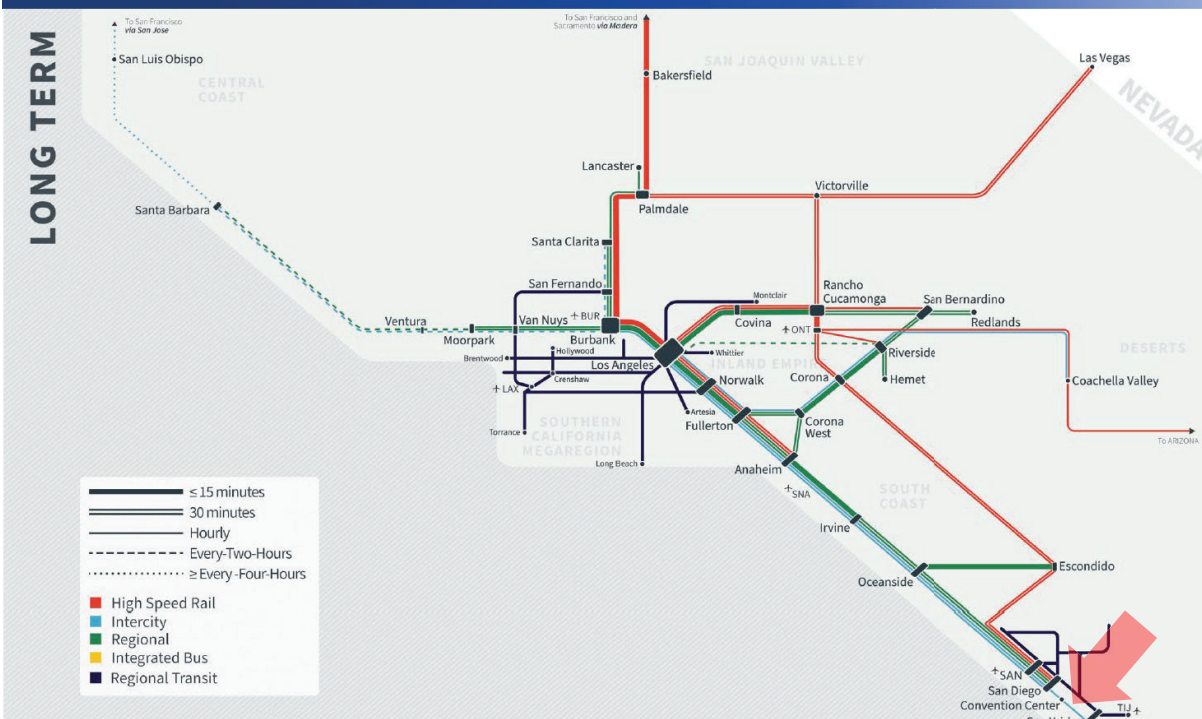 LONG TERM
To San Francisco
via San Jose
San Luis Obispo
CENTRAL
COAST
To San Francisco and
Sacramento via Madera
SAN JOAQUIN VALLEY
Bakersfield
Las Vegas
NEVADA
Lancaster
Palmdale
Victorville
Santa Barbara
Santa Clarita
San Fernando
Montclair
Rancho
Cucamonga
San Bernardino
Redlands
Ventura
Moorpark
Van Nuys
BUR
Burbank
Covina
ONT
Hollywood
Brentwood
Los Angeles
Whittier
INLAND EMPIRE
Riverside
DESERTS
Crenshaw
LAX
Norwalk
Corona
Hemet
Coachella Valley
Artesia
Fullerton
Corona
West
SOUTHERN
CALIFORNIA
MEGAREGION
Torrance
To ARIZONA
Long Beach
Anaheim
SNA
SOUTH
COAST
Irvine
Oceanside
Escondido
≤ 15 minutes
30 minutes
Hourly
Every-Two-Hours
≥ Every -Four-Hours
High Speed Rail
Intercity
Regional
Integrated Bus
Regional Transit
SAN
San Diego
Convention Center
TIJ